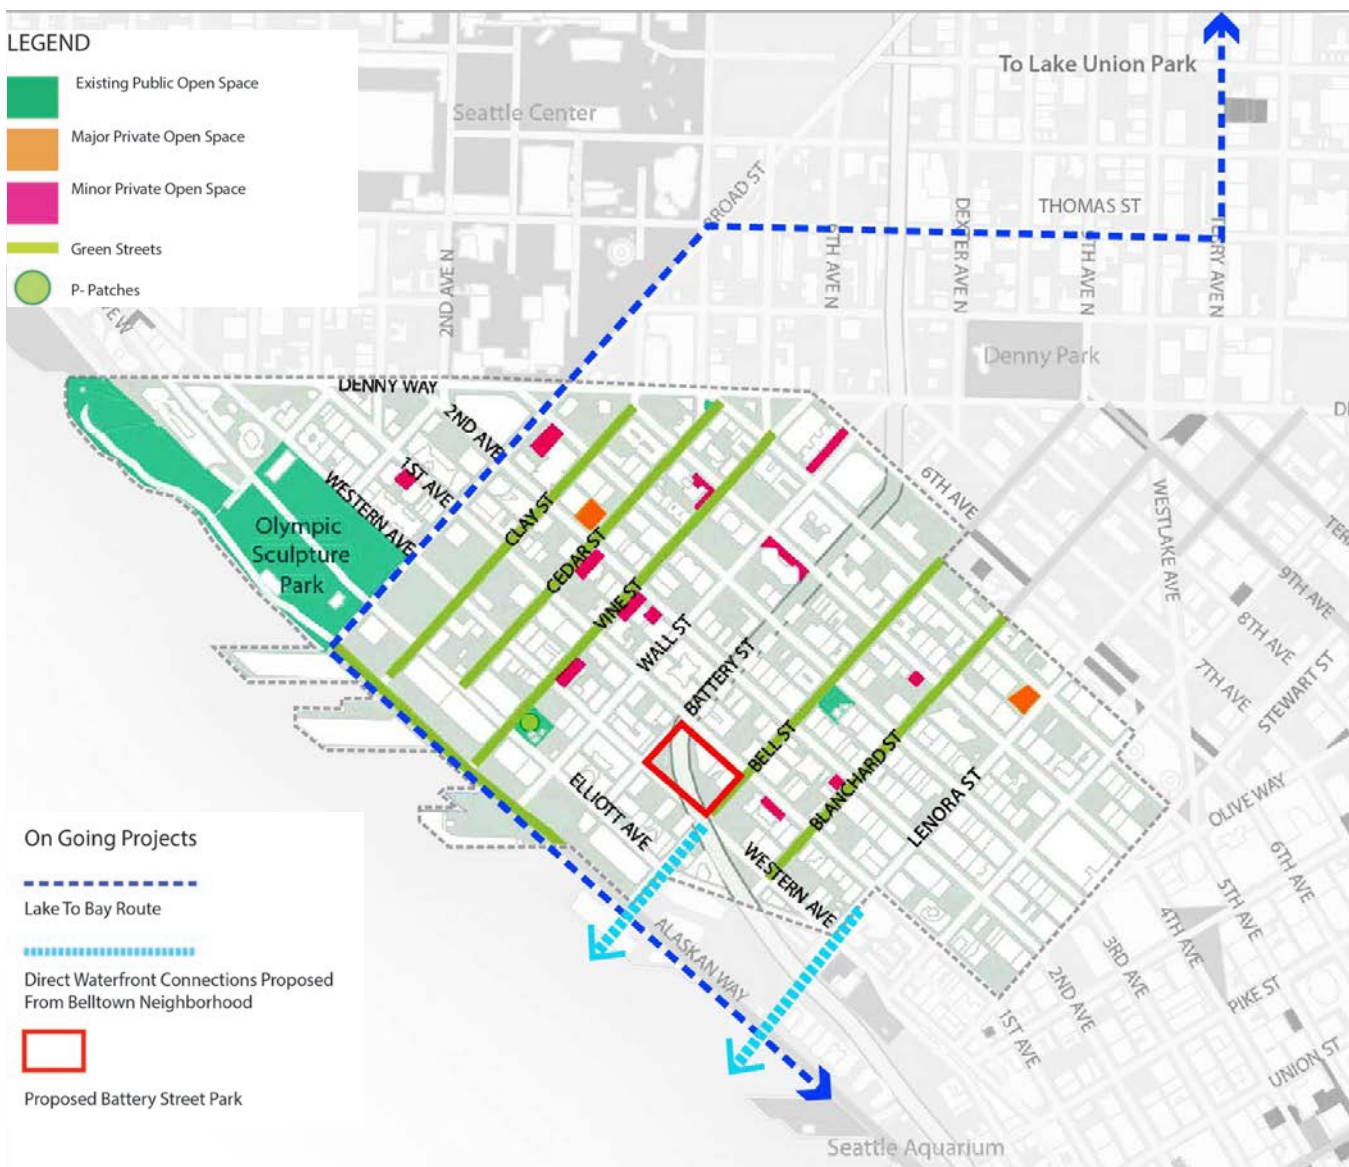 LEGEND
Existing Public Open Space
Major Private Open Space
Minor Private Open Space
Green Streets
P- Patches
Seattle Center
To Lake Union Park
BROAD ST
THOMAS ST
2ND AVE N
6TH AVE N
DEXTER AVE N
9TH AVE N
TERRY AVE N
Denny Park
DENNY WAY
2ND AVE
1ST AVE
WESTERN AVE
6TH AVE
WESTLAKE AVE
9TH AVE
8TH AVE
7TH AVE
STEWART ST
Olympic
Sculpture
Park
CLAY ST
CEDAR ST
VINE ST
WALL ST
BATTERY ST
BELL ST
BLANCHARD ST
LENORA ST
ELLIOTT AVE
WESTERN AVE
ALASKAN WAY
OLIVE WAY
6TH AVE
5TH AVE
4TH AVE
3RD AVE
2ND AVE
1ST AVE
PIKE ST
UNION ST
Seattle Aquarium
On Going Projects
Lake To Bay Route
Direct Waterfront Connections Proposed
From Belltown Neighborhood
Proposed Battery Street Park